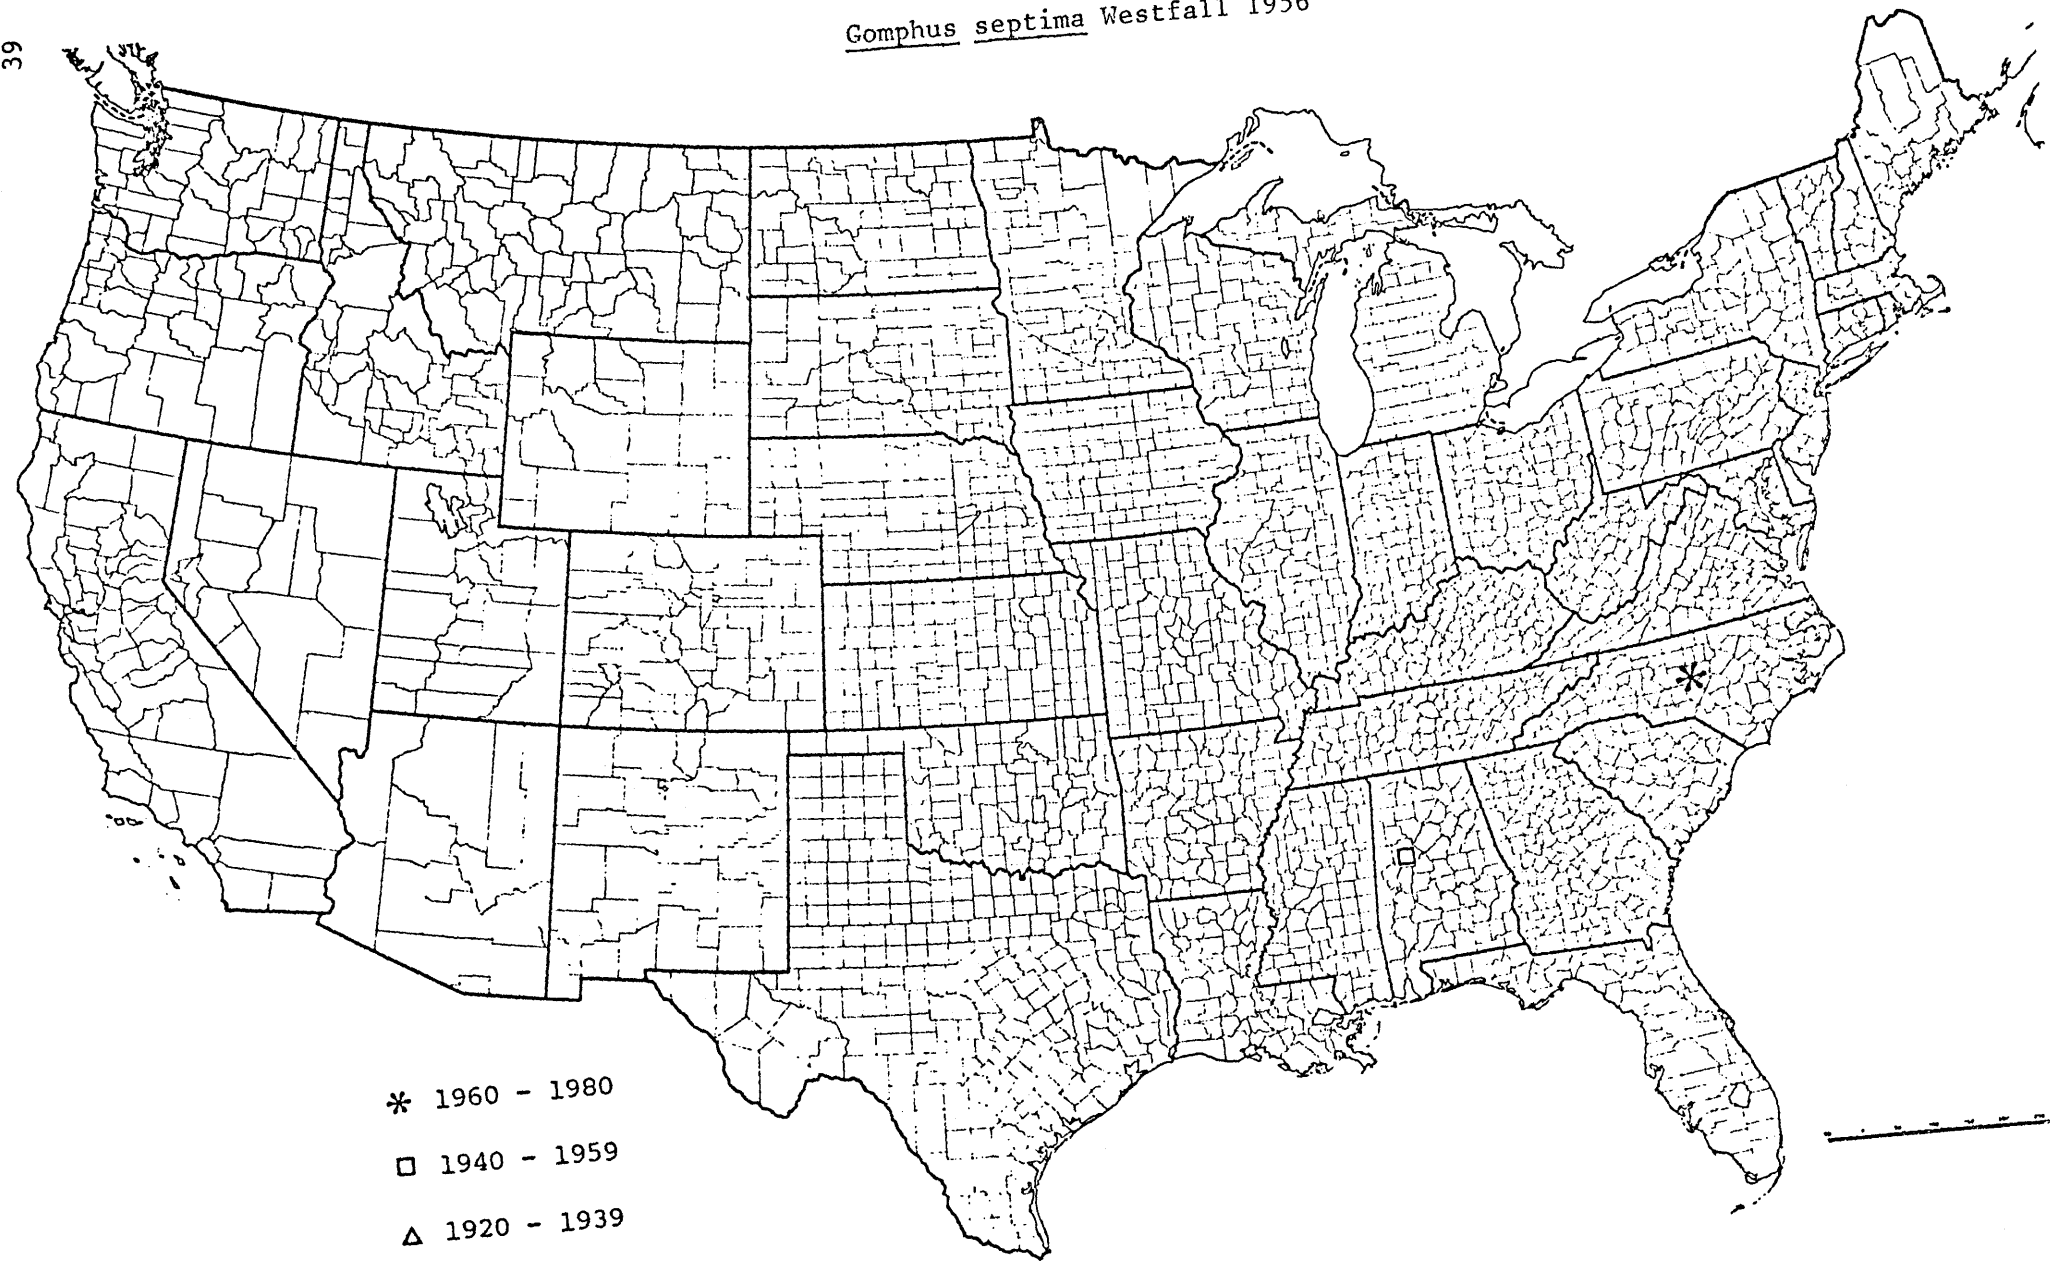 Gomphus septima Westfall 1956
39
* 1960 - 1980
□ 1940 - 1959
△ 1920 - 1939